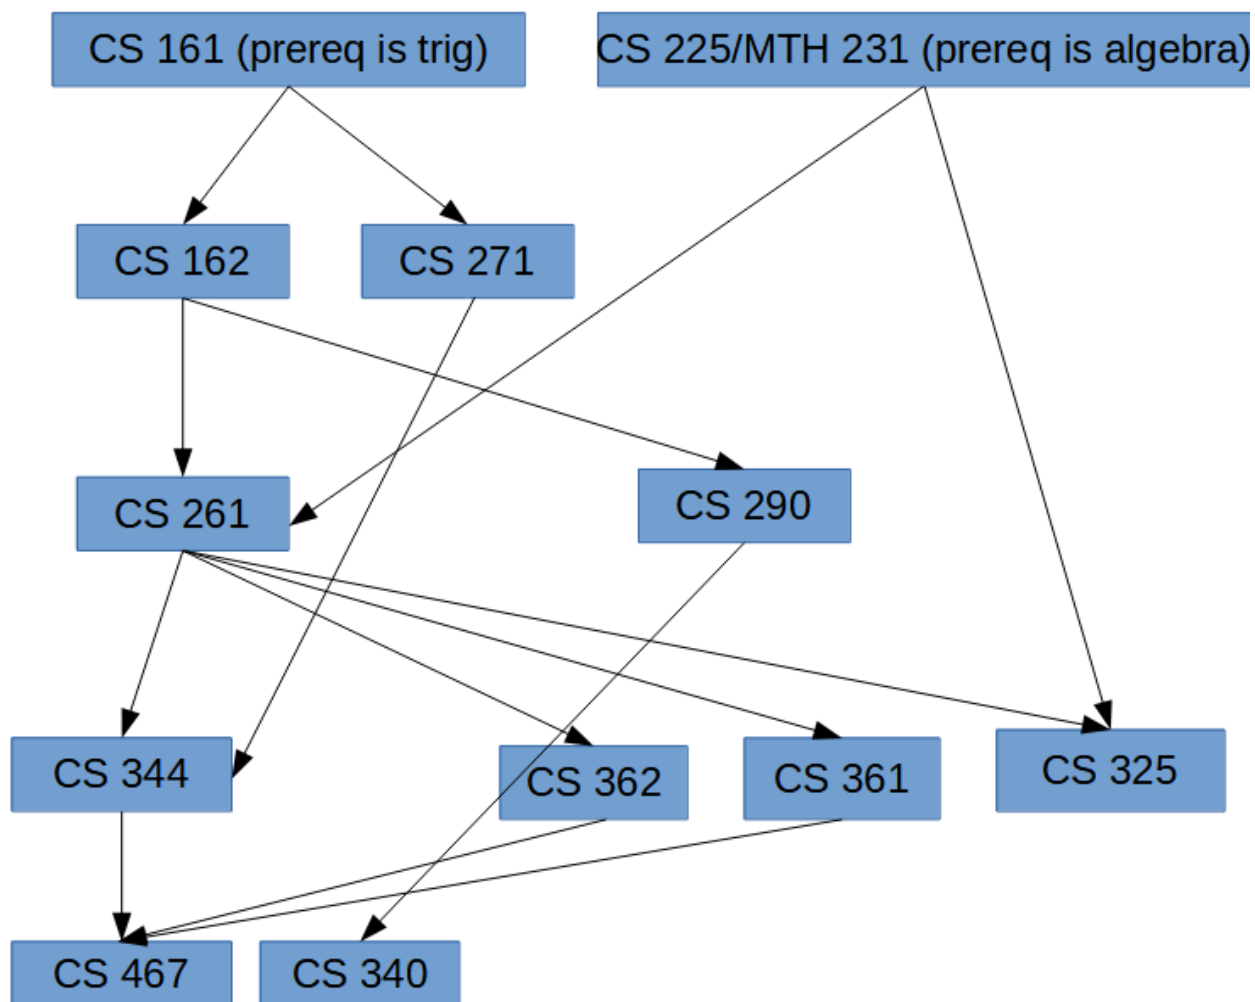 CS 161 (prereq is trig)
CS 225/MTH 231 (prereq is algebra)
CS 162
CS 271
CS 261
CS 290
CS 344
CS 362
CS 361
CS 325
CS 467
CS 340